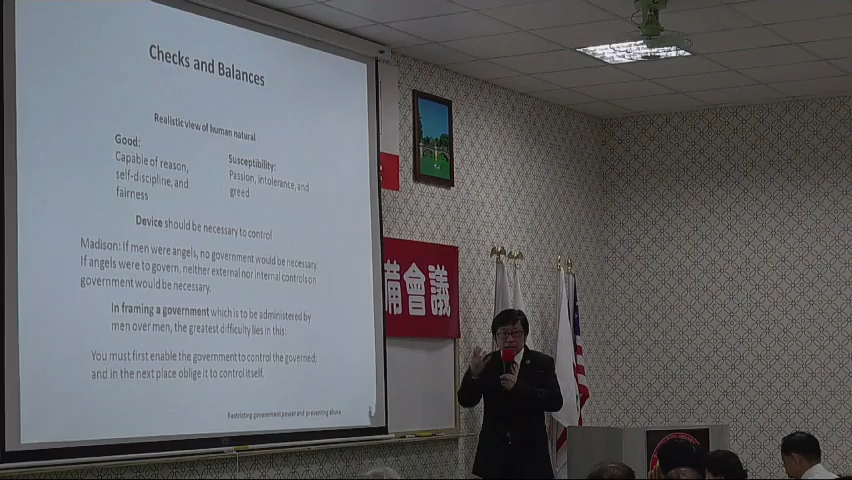 Checks and Balances
Realistic view of human natural
Good:
Capable of reason,
self-discipline, and
fairness
Susceptibility:
Passion, intolerance, and
greed
Device should be necessary to control
Madison: If men were angels, no government would be necessary
If angels were to govern, neither external nor internal controls on
government would be necessary.
In framing a government which is to be administered by
men over men, the greatest difficulty lies in this:
You must first enable the government to control the governed;
and in the next place oblige it to control itself.
Restricting government power and preventing abuse
備會議